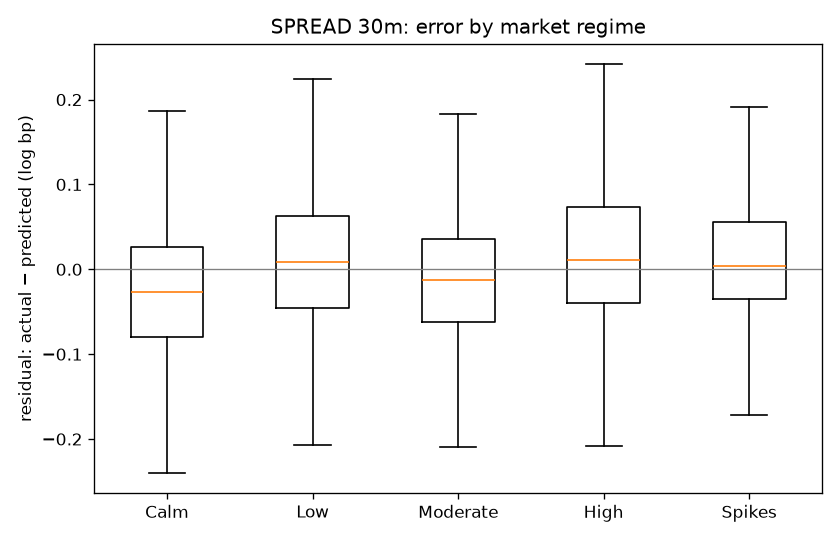 SPREAD 30m: error by market regime
residual: actual − predicted (log bp)
0.2
0.1
0.0
−0.1
−0.2
Calm Low Moderate High Spikes